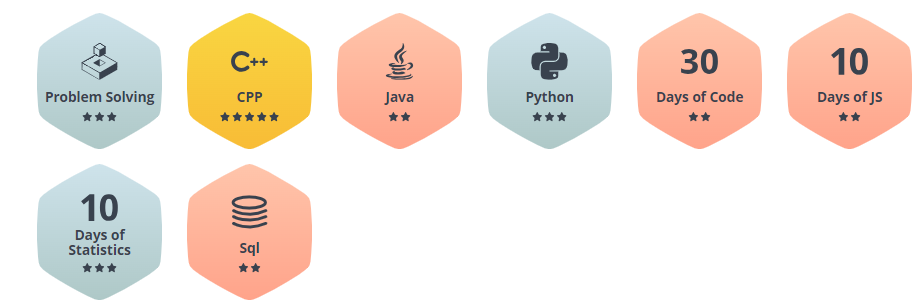 C++
30
10
Problem Solving
CPP
Java
Python
Days of Code
Days of JS
10
Days of
Statistics
Sql